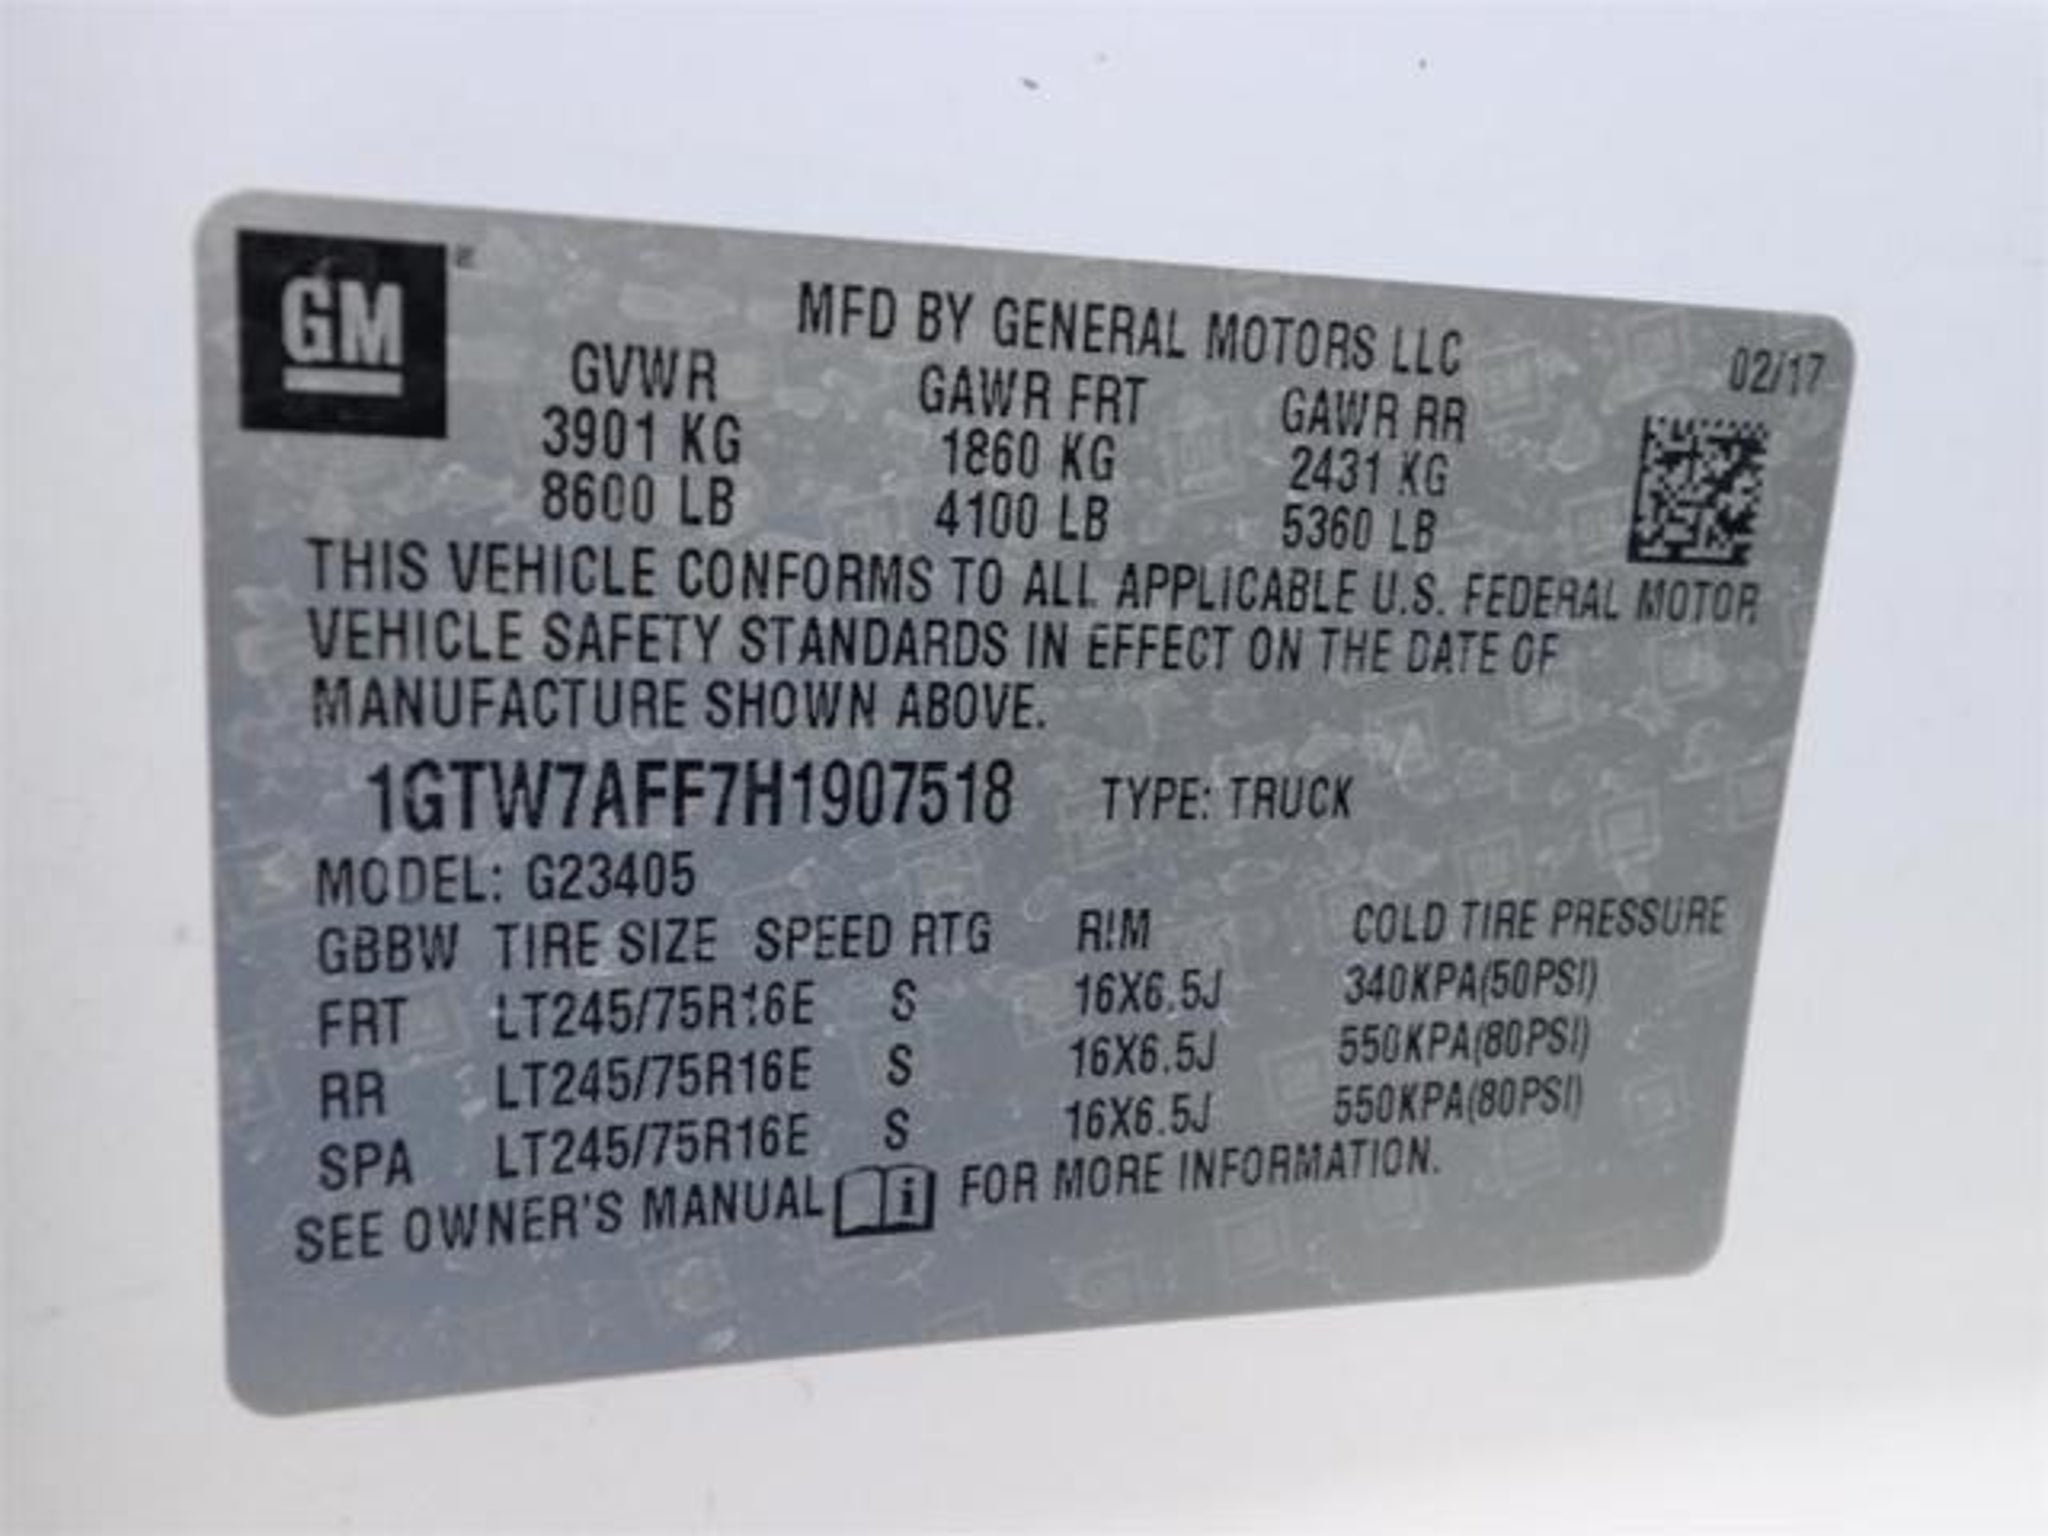 GM
MFD BY GENERAL MOTORS LLC
02/17
GVWR GAWR FRT GAWR RR
3901 KG 1860 KG 2431 KG
8600 LB 4100 LB 5360 LB
THIS VEHICLE CONFORMS TO ALL APPLICABLE U.S. FEDERAL MOTOR
VEHICLE SAFETY STANDARDS IN EFFECT ON THE DATE OF
MANUFACTURE SHOWN ABOVE.
1GTW7AFF7H1907518 TYPE: TRUCK
MODEL: G23405
GBBW TIRE SIZE SPEED RTG RIM COLD TIRE PRESSURE
FRT LT245/75R16E S 16X6.5J 340KPA(50PSI)
RR LT245/75R16E S 16X6.5J 550KPA(80PSI)
SPA LT245/75R16E S 16X6.5J 550KPA(80PSI)
SEE OWNER'S MANUAL i FOR MORE INFORMATION.